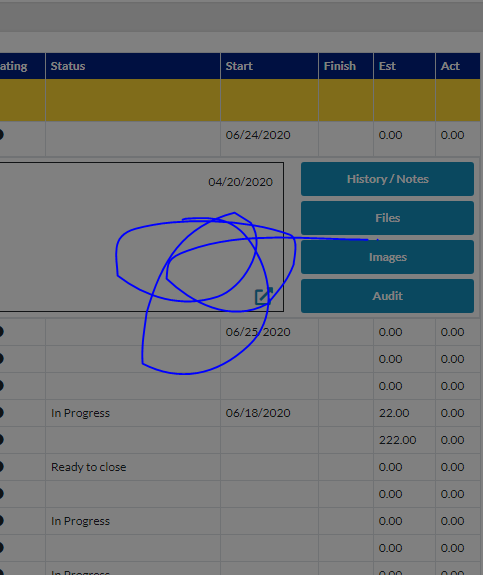 ating Status Start Finish Est Act
06/24/2020 0.00 0.00
04/20/2020
History / Notes
Files
Images
Audit
06/25/2020 0.00 0.00
0.00 0.00
0.00 0.00
In Progress 06/18/2020 22.00 0.00
222.00 0.00
Ready to close 0.00 0.00
0.00 0.00
In Progress 0.00 0.00
0.00 0.00
In Progress 0.00 0.00